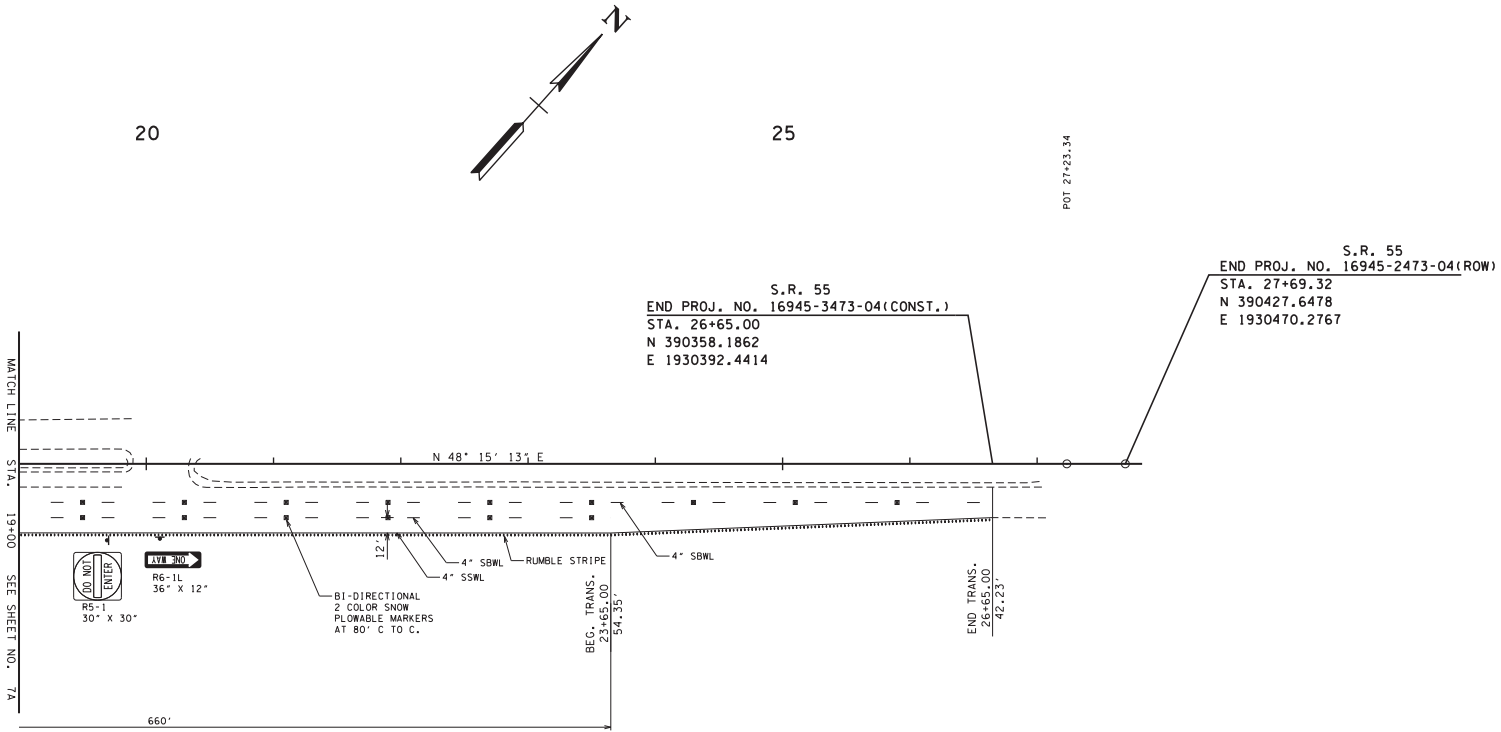 N
20
25
POT 27+23.34
S.R. 55
END PROJ. NO. 16945-2473-04(ROW)
STA. 27+69.32
N 390427.6478
E 1930470.2767
S.R. 55
END PROJ. NO. 16945-3473-04(CONST.)
STA. 26+65.00
N 390358.1862
E 1930392.4414
MATCH LINE STA. 19+00 SEE SHEET NO. 7A
N 48° 15' 13" E
DO NOT
ENTER
R5-1
30" X 30"
ONE WAY
R6-1L
36" X 12"
12'
4" SBWL
4" SSWL
RUMBLE STRIPE
4" SBWL
BI-DIRECTIONAL
2 COLOR SNOW
PLOWABLE MARKERS
AT 80' C TO C.
BEG. TRANS.
23+65.00
54.35'
END TRANS.
26+65.00
42.23'
660'